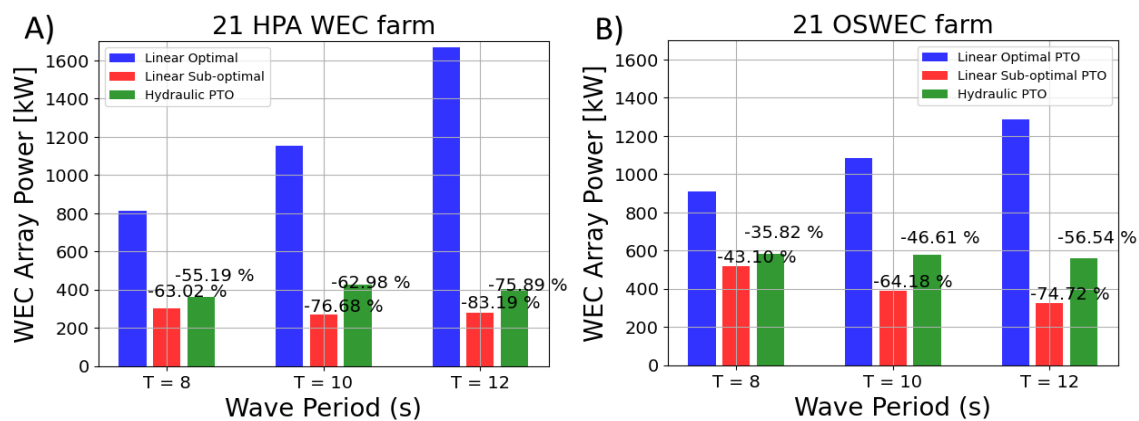 A)
21 HPA WEC farm
WEC Array Power [kW]
1600
1400
1200
1000
800
600
400
200
0
Linear Optimal
Linear Sub-optimal
Hydraulic PTO
-63.02 %
-55.19 %
-76.68 %
-62.98 %
-83.19 %
-75.89 %
T = 8
T = 10
T = 12
Wave Period (s)
B)
21 OSWEC farm
WEC Array Power [kW]
1600
1400
1200
1000
800
600
400
200
0
Linear Optimal PTO
Linear Sub-optimal PTO
Hydraulic PTO
-43.10 %
-35.82 %
-64.18 %
-46.61 %
-74.72 %
-56.54 %
T = 8
T = 10
T = 12
Wave Period (s)